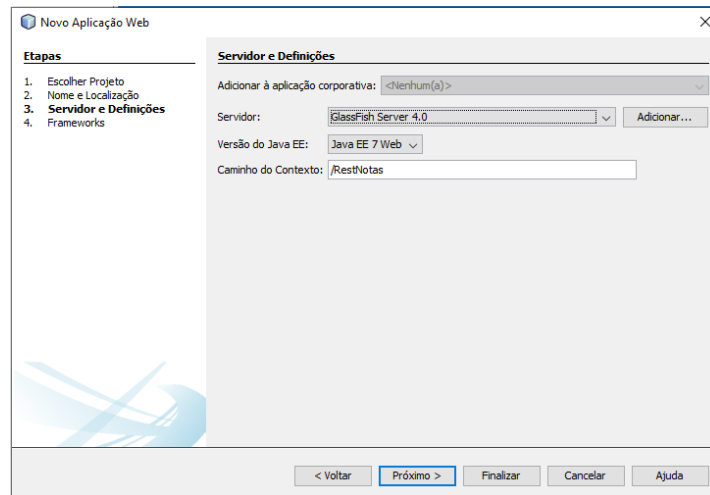 Novo Aplicação Web
Etapas
1. Escolher Projeto
2. Nome e Localização
3. Servidor e Definições
4. Frameworks
Servidor e Definições
Adicionar à aplicação corporativa: <Nenhum(a)>
Servidor: GlassFish Server 4.0 Adicionar...
Versão do Java EE: Java EE 7 Web
Caminho do Contexto: /RestNotas
< Voltar Próximo > Finalizar Cancelar Ajuda